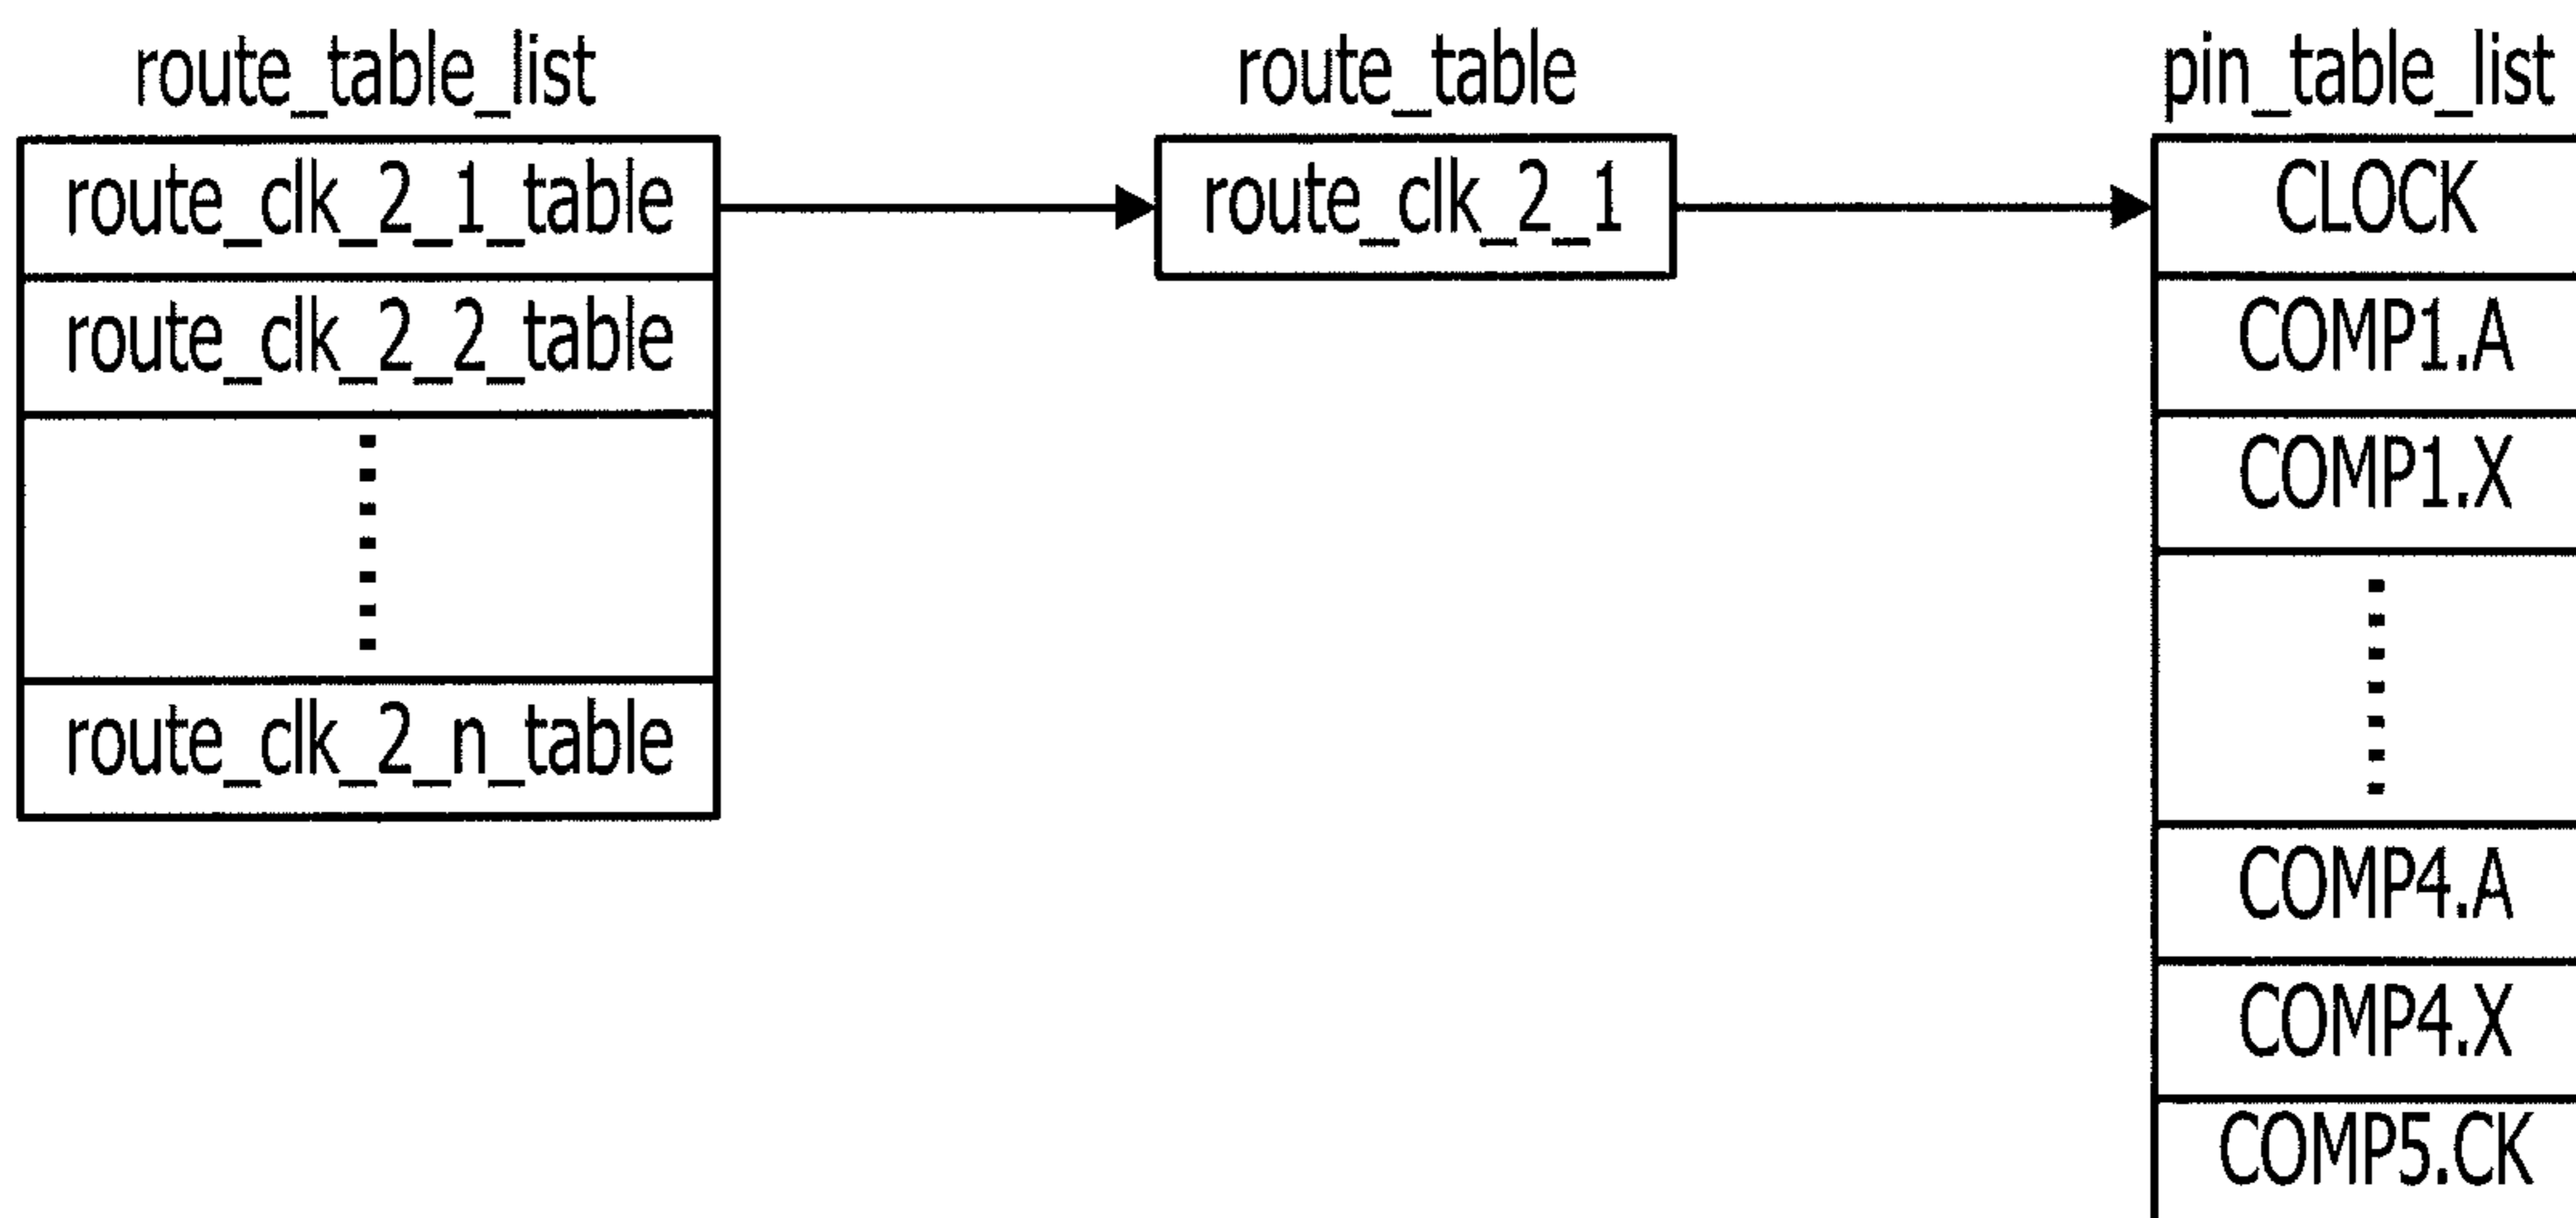 route_table_list
route_clk_2_1_table
route_clk_2_2_table
route_clk_2_n_table
route_table
route_clk_2_1
pin_table_list
CLOCK
COMP1.A
COMP1.X
COMP4.A
COMP4.X
COMP5.CK